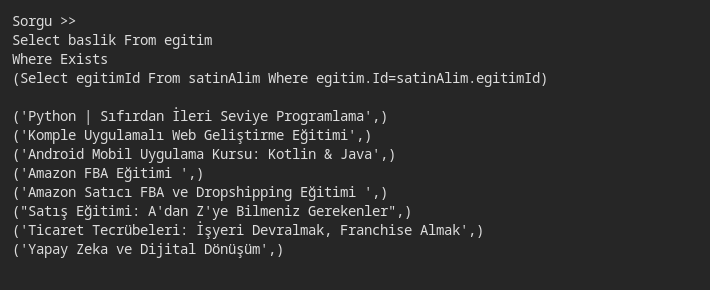 Sorgu >>
Select baslik From egitim
Where Exists
(Select egitimId From satinAlim Where egitim.Id=satinAlim.egitimId)
('Python | Sıfırdan İleri Seviye Programlama',)
('Komple Uygulamalı Web Geliştirme Eğitimi',)
('Android Mobil Uygulama Kursu: Kotlin & Java',)
('Amazon FBA Eğitimi ',)
('Amazon Satıcı FBA ve Dropshipping Eğitimi ',)
("Satış Eğitimi: A'dan Z'ye Bilmeniz Gerekenler",)
('Ticaret Tecrübeleri: İşyeri Devralmak, Franchise Almak',)
('Yapay Zeka ve Dijital Dönüşüm',)